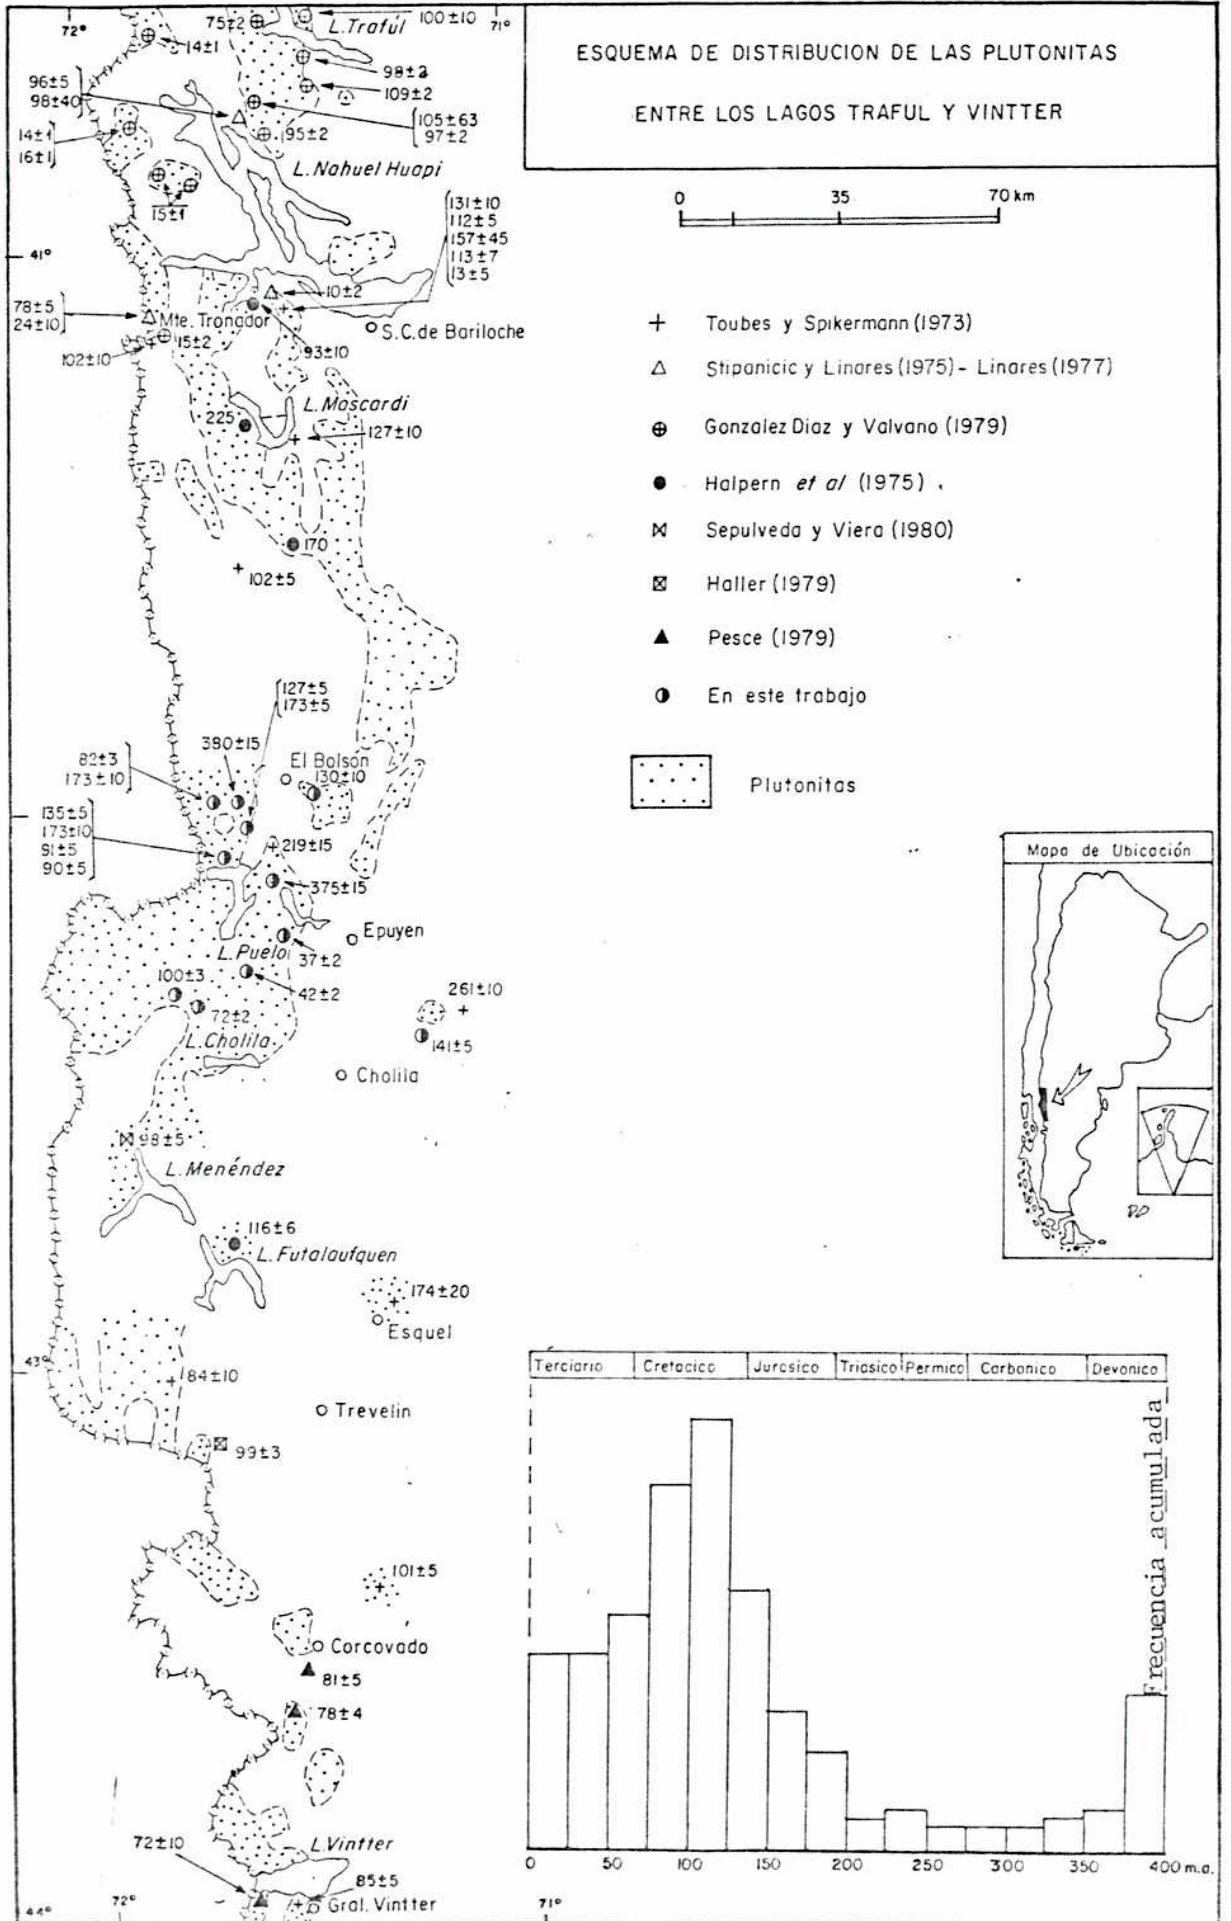 72°
75±2
L.Traful
100±10
71°
14±1
98±2
109±2
96±5
98±40
105±63
97±2
95±2
14±1
16±1
L.Nahuel Huapi
15±1
131±10
112±5
157±45
113±7
13±5
41°
10±2
78±5
24±10
Mte. Tronador
S.C.de Bariloche
15±2
102±10
93±10
L.Mascardi
225
127±10
170
102±5
127±5
173±5
380±15
82±3
173±10
El Bolsón
130±10
135±5
173±10
91±5
90±5
219±15
375±15
Epuyen
L.Puelo
37±2
100±3
42±2
261±10
72±2
141±5
L.Cholila
Cholila
98±5
L.Menéndez
116±6
L.Futalaufquen
174±20
Esquel
43°
84±10
Trevelin
99±3
101±5
Corcovado
81±5
78±4
72±10
L.Vintter
85±5
Gral. Vintter
44°
72°
71°
ESQUEMA DE DISTRIBUCION DE LAS PLUTONITAS
ENTRE LOS LAGOS TRAFUL Y VINTTER
0 35 70 km
Toubes y Spikermann (1973)
Stipanicic y Linares (1975) - Linares (1977)
Gonzalez Diaz y Valvano (1979)
Halpern et al (1975)
Sepulveda y Viera (1980)
Haller (1979)
Pesce (1979)
En este trabajo
Plutonitas
Mapa de Ubicación
Terciario Cretacico Jurasico Triasico Permico Carbonico Devonico
Frecuencia acumulada
0 50 100 150 200 250 300 350 400 m.a.